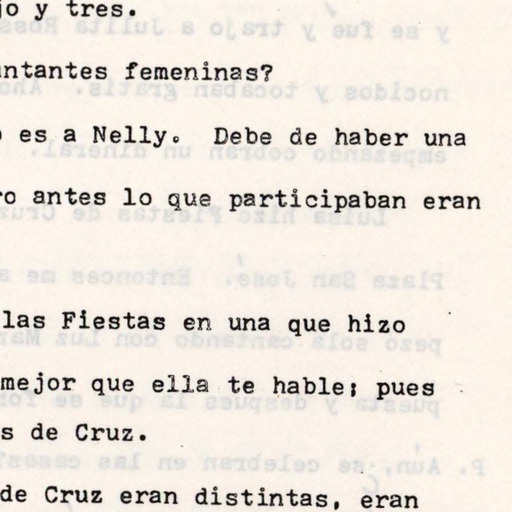 jo y tres.
ntantes femeninas?
o es a Nelly. Debe de haber una
ro antes lo que participaban eran
las Fiestas en una que hizo
mejor que ella te hable; pues
s de Cruz.
de Cruz eran distintas, eran